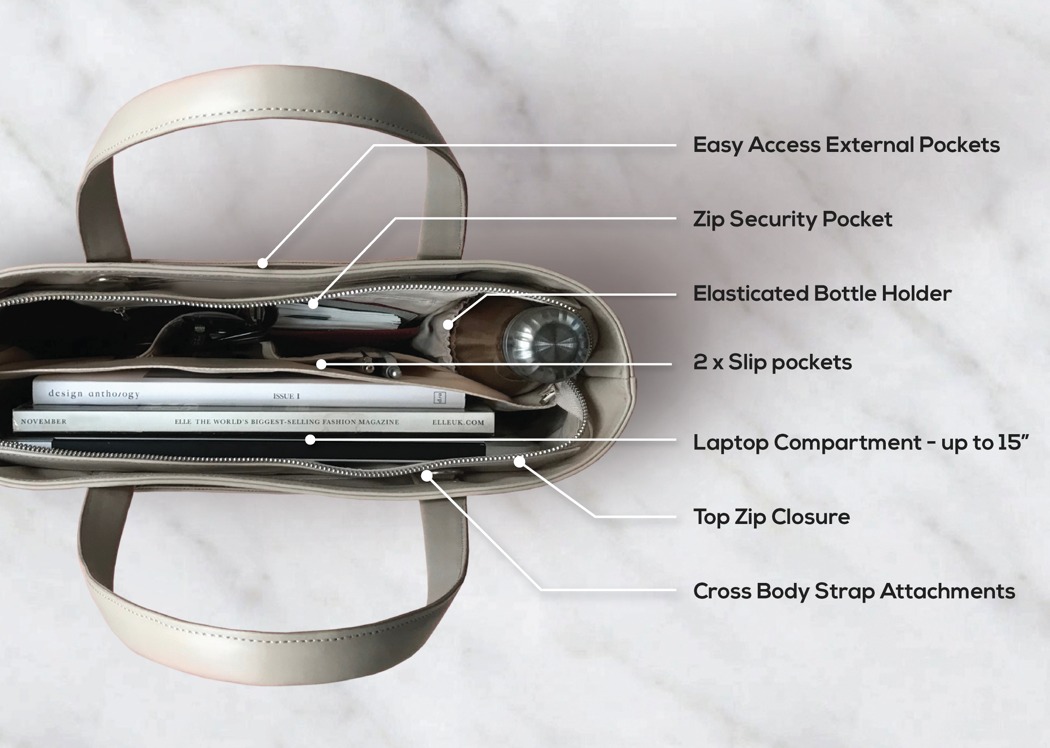 Easy Access External Pockets
Zip Security Pocket
Elasticated Bottle Holder
2 x Slip pockets
design anthology
ISSUE 1
NOVEMBER
ELLE THE WORLD'S BIGGEST-SELLING FASHION MAGAZINE
ELLEUK.COM
Laptop Compartment - up to 15”
Top Zip Closure
Cross Body Strap Attachments